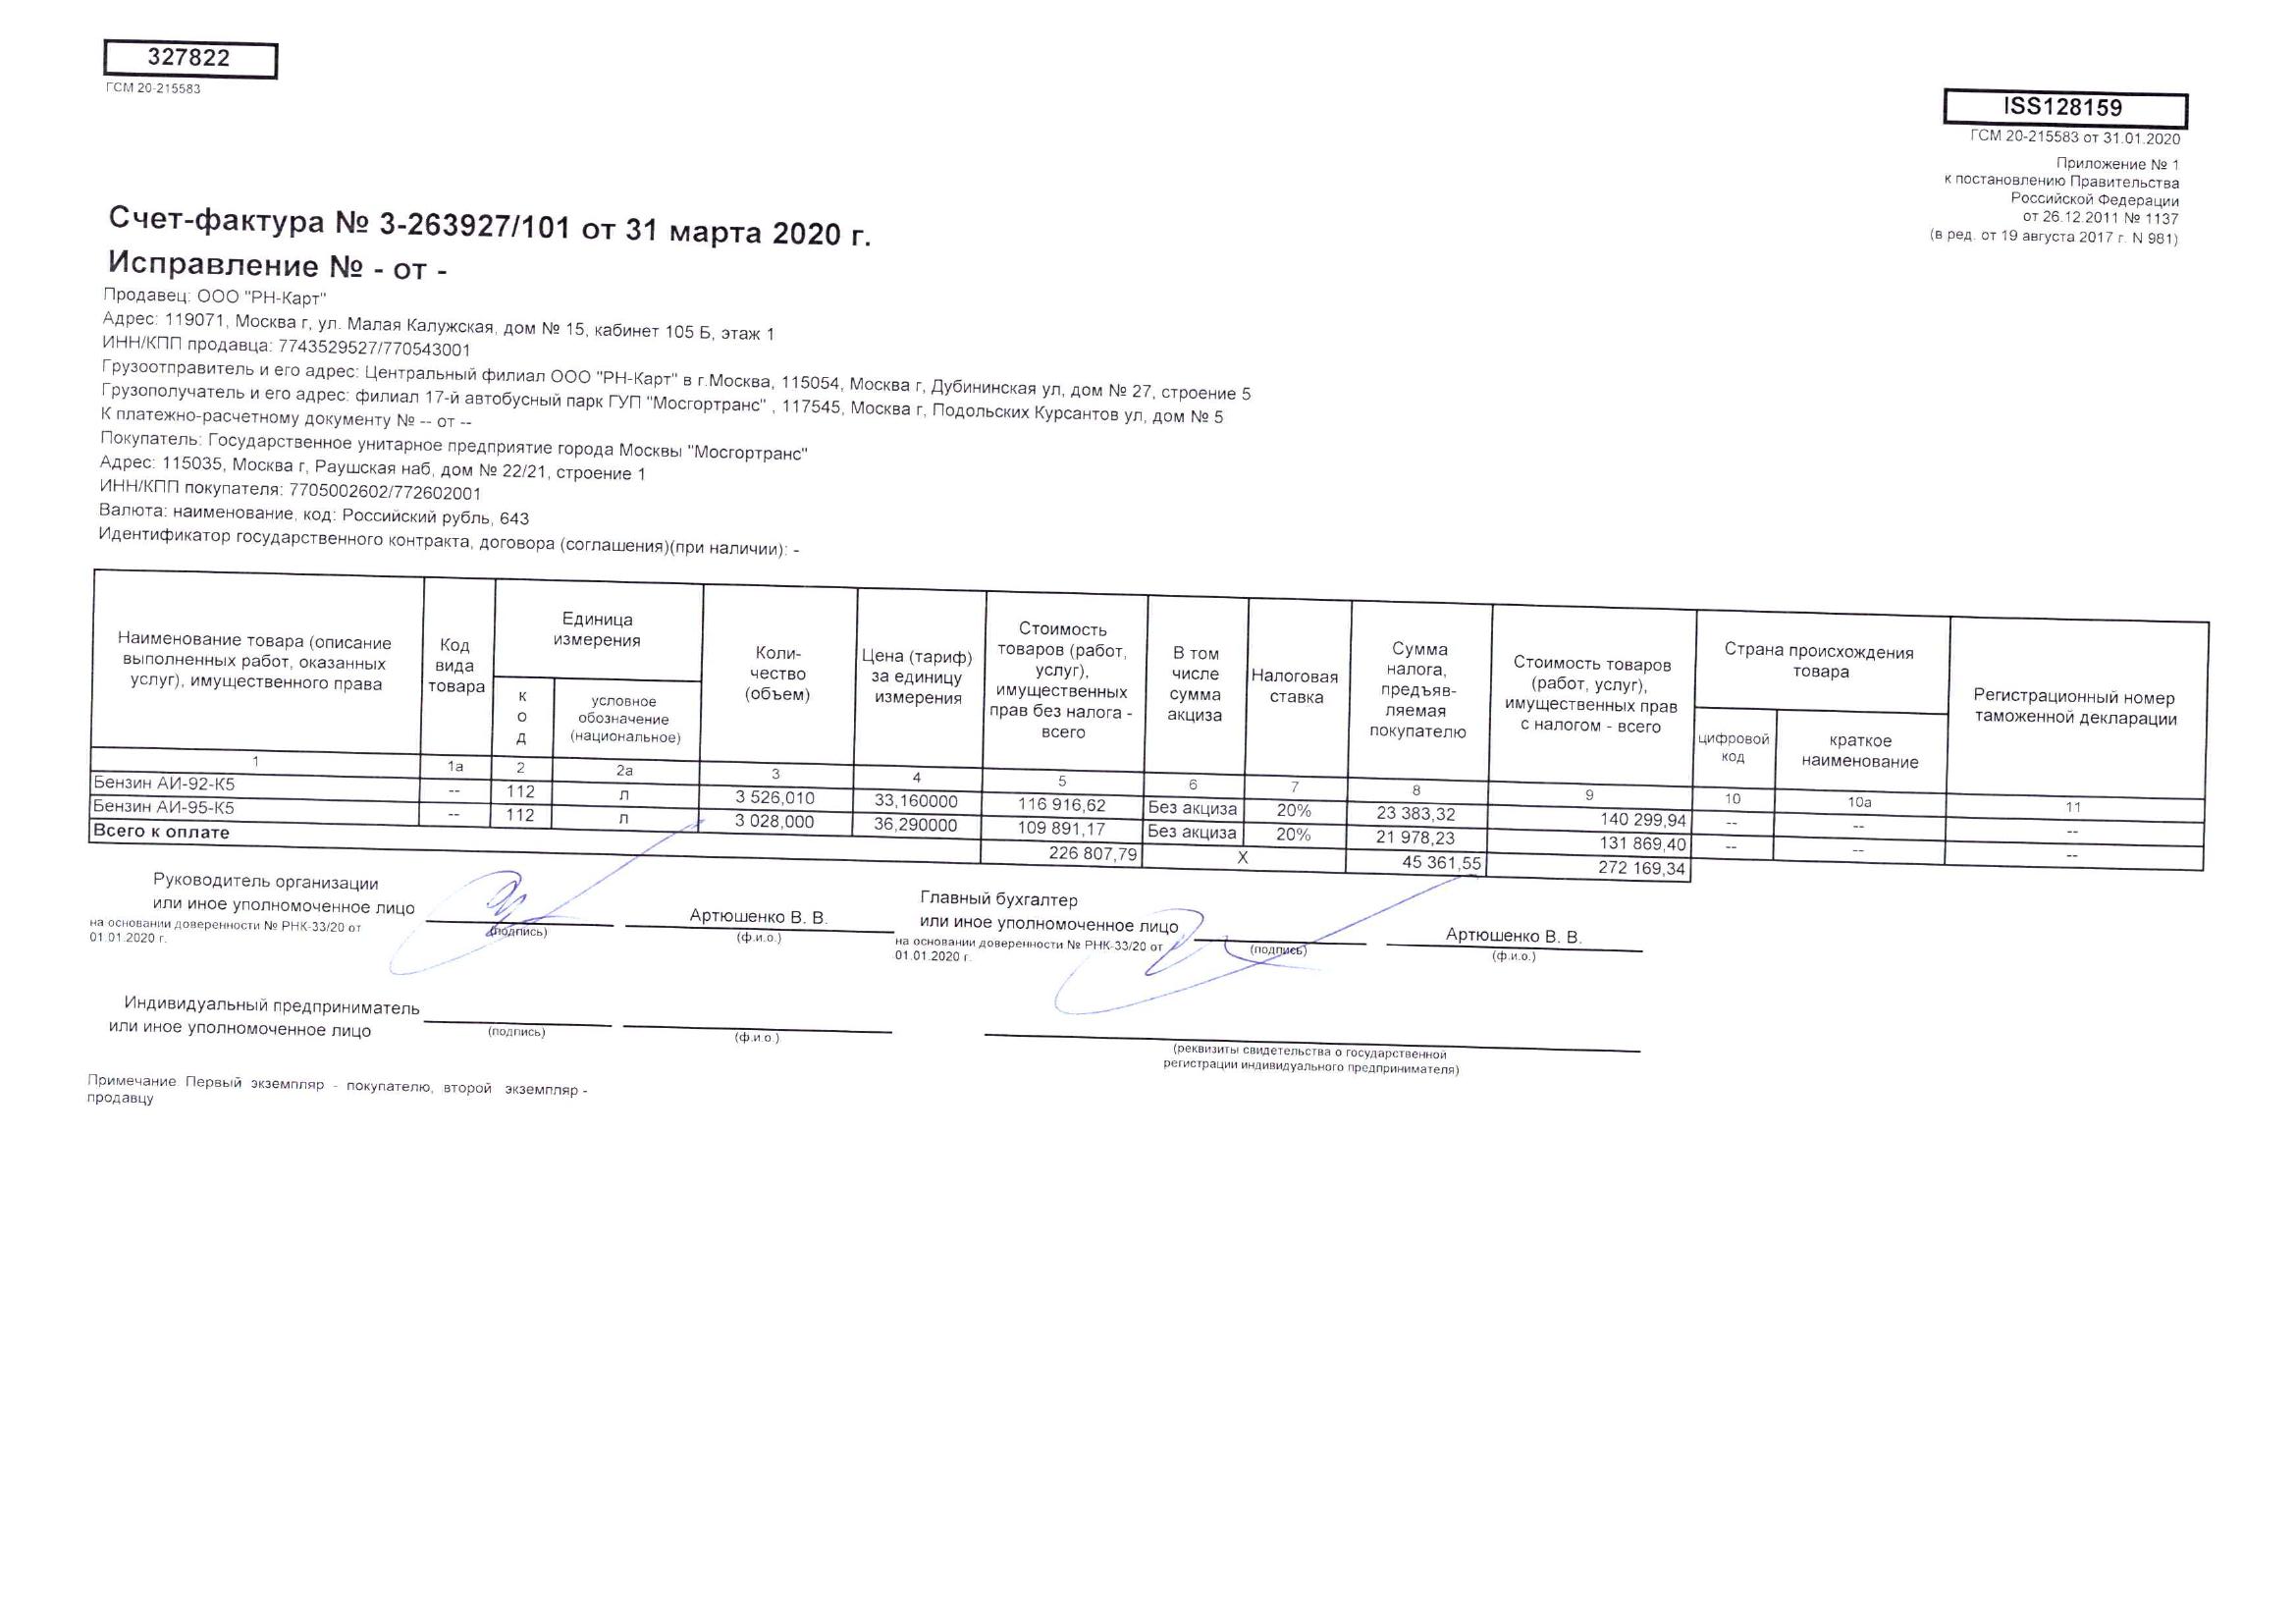 327822
ГСМ 20-215583
ISS128159
ГСМ 20-215583 от 31.01.2020
Приложение № 1
к постановлению Правительства
Российской Федерации
от 26.12.2011 № 1137
(в ред. от 19 августа 2017 г. N 981)
Счет-фактура № 3-263927/101 от 31 марта 2020 г.
Исправление № - от -
Продавец: ООО "РН-Карт"
Адрес: 119071, Москва г, ул. Малая Калужская, дом № 15, кабинет 105 Б, этаж 1
ИНН/КПП продавца: 7743529527/770543001
Грузоотправитель и его адрес: Центральный филиал ООО "РН-Карт" в г.Москва, 115054, Москва г, Дубининская ул, дом № 27, строение 5
Грузополучатель и его адрес: филиал 17-й автобусный парк ГУП "Мосгортранс" , 117545, Москва г, Подольских Курсантов ул, дом № 5
К платежно-расчетному документу № -- от --
Покупатель: Государственное унитарное предприятие города Москвы "Мосгортранс"
Адрес: 115035, Москва г, Раушская наб, дом № 22/21, строение 1
ИНН/КПП покупателя: 7705002602/772602001
Валюта: наименование, код: Российский рубль, 643
Идентификатор государственного контракта, договора (соглашения)(при наличии): -
Наименование товара (описание
выполненных работ, оказанных
услуг), имущественного права
Код
вида
товара
Единица
измерения
к
о
д
условное
обозначение
(национальное)
Коли-
чество
(объем)
Цена (тариф)
за единицу
измерения
Стоимость
товаров (работ,
услуг),
имущественных
прав без налога -
всего
В том
числе
сумма
акциза
Налоговая
ставка
Сумма
налога,
предъяв-
ляемая
покупателю
Стоимость товаров
(работ, услуг),
имущественных прав
с налогом - всего
Страна происхождения
товара
цифровой
код
краткое
наименование
Регистрационный номер
таможенной декларации
1 1а 2 2а 3 4 5 6 7 8 9 10 10а 11
Бензин АИ-92-К5 -- 112 л 3 526,010 33,160000 116 916,62 Без акциза 20% 23 383,32 140 299,94 -- -- --
Бензин АИ-95-К5 -- 112 л 3 028,000 36,290000 109 891,17 Без акциза 20% 21 978,23 131 869,40 -- -- --
Всего к оплате 226 807,79 X 45 361,55 272 169,34
Руководитель организации
или иное уполномоченное лицо
на основании доверенности № РНК-33/20 от
01.01.2020 г.
(подпись)
Артюшенко В. В.
(ф.и.о.)
Главный бухгалтер
или иное уполномоченное лицо
на основании доверенности № РНК-33/20 от
01.01.2020 г.
(подпись)
Артюшенко В. В.
(ф.и.о.)
Индивидуальный предприниматель
или иное уполномоченное лицо
(подпись)
(ф.и.о.)
(реквизиты свидетельства о государственной
регистрации индивидуального предпринимателя)
Примечание. Первый экземпляр - покупателю, второй экземпляр -
продавцу